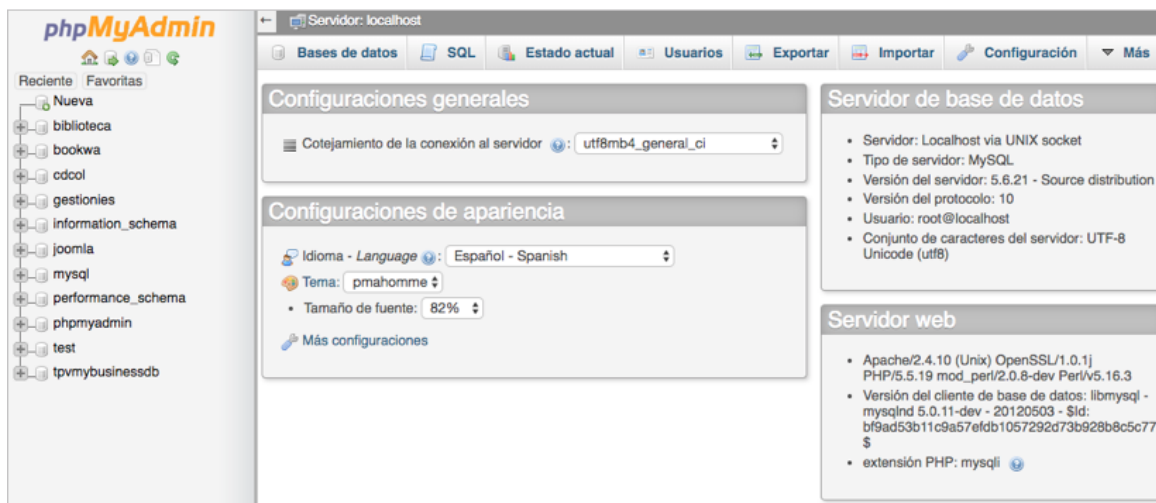 phpMyAdmin
Reciente Favoritas
Nueva
biblioteca
bookwa
cdcol
gestionies
information_schema
joomla
mysql
performance_schema
phpmyadmin
test
tpvmybusinessdb
Servidor: localhost
Bases de datos SQL Estado actual Usuarios Exportar Importar Configuración Más
Configuraciones generales
Cotejamiento de la conexión al servidor : utf8mb4_general_ci
Configuraciones de apariencia
Idioma - Language : Español - Spanish
Tema: pmahomme
Tamaño de fuente: 82%
Más configuraciones
Servidor de base de datos
Servidor: Localhost via UNIX socket
Tipo de servidor: MySQL
Versión del servidor: 5.6.21 - Source distribution
Versión del protocolo: 10
Usuario: root@localhost
Conjunto de caracteres del servidor: UTF-8
Unicode (utf8)
Servidor web
Apache/2.4.10 (Unix) OpenSSL/1.0.1j
PHP/5.5.19 mod_perl/2.0.8-dev Perl/v5.16.3
Versión del cliente de base de datos: libmysql -
mysqlnd 5.0.11-dev - 20120503 - $Id:
bf9ad53b11c9a57efdb1057292d73b928b8c5c77
$
extensión PHP: mysqli